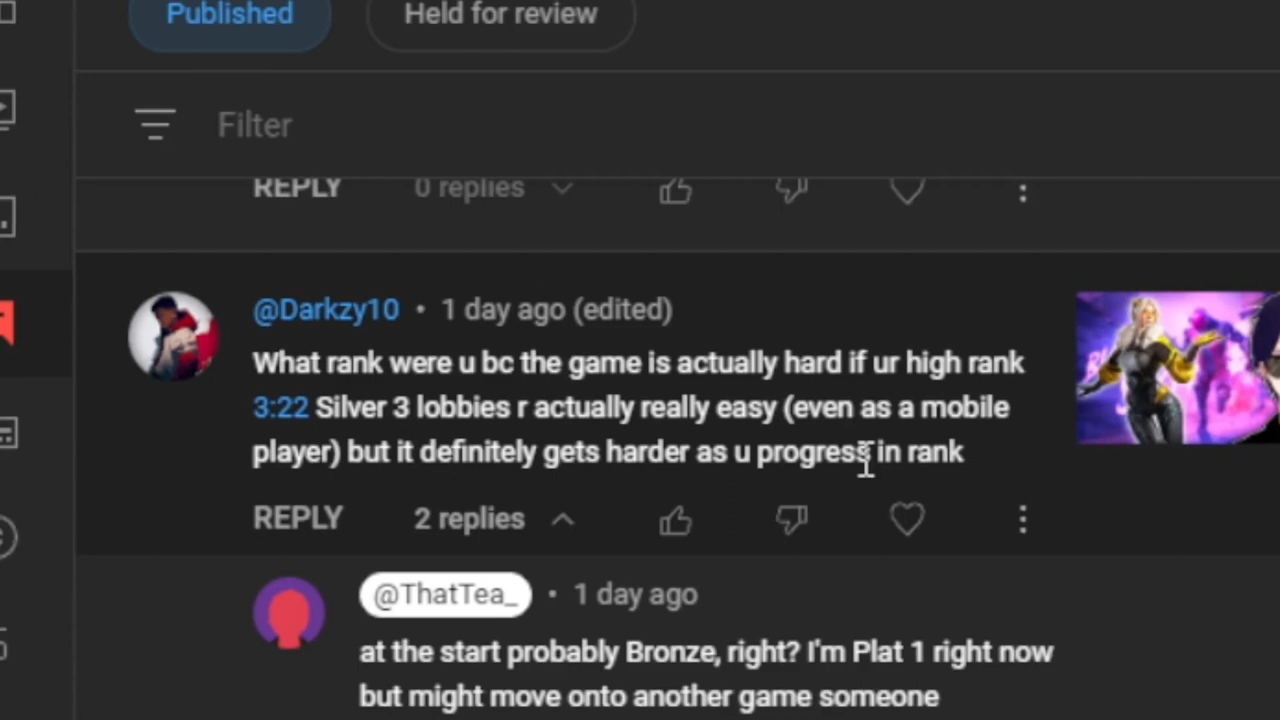 Published Held for review
Filter
REPLY 0 replies
@Darkzy10 • 1 day ago (edited)
What rank were u bc the game is actually hard if ur high rank
3:22 Silver 3 lobbies r actually really easy (even as a mobile
player) but it definitely gets harder as u progress in rank
REPLY 2 replies
@ThatTea_ • 1 day ago
at the start probably Bronze, right? I'm Plat 1 right now
but might move onto another game someone